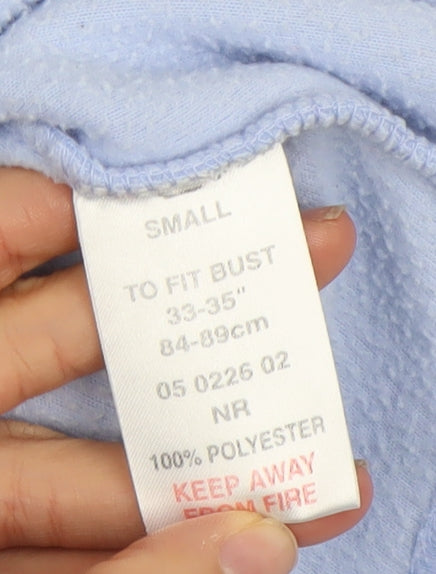 SMALL
TO FIT BUST
33-35"
84-89cm
05 0226 02
NR
100% POLYESTER
KEEP AWAY
FROM FIRE